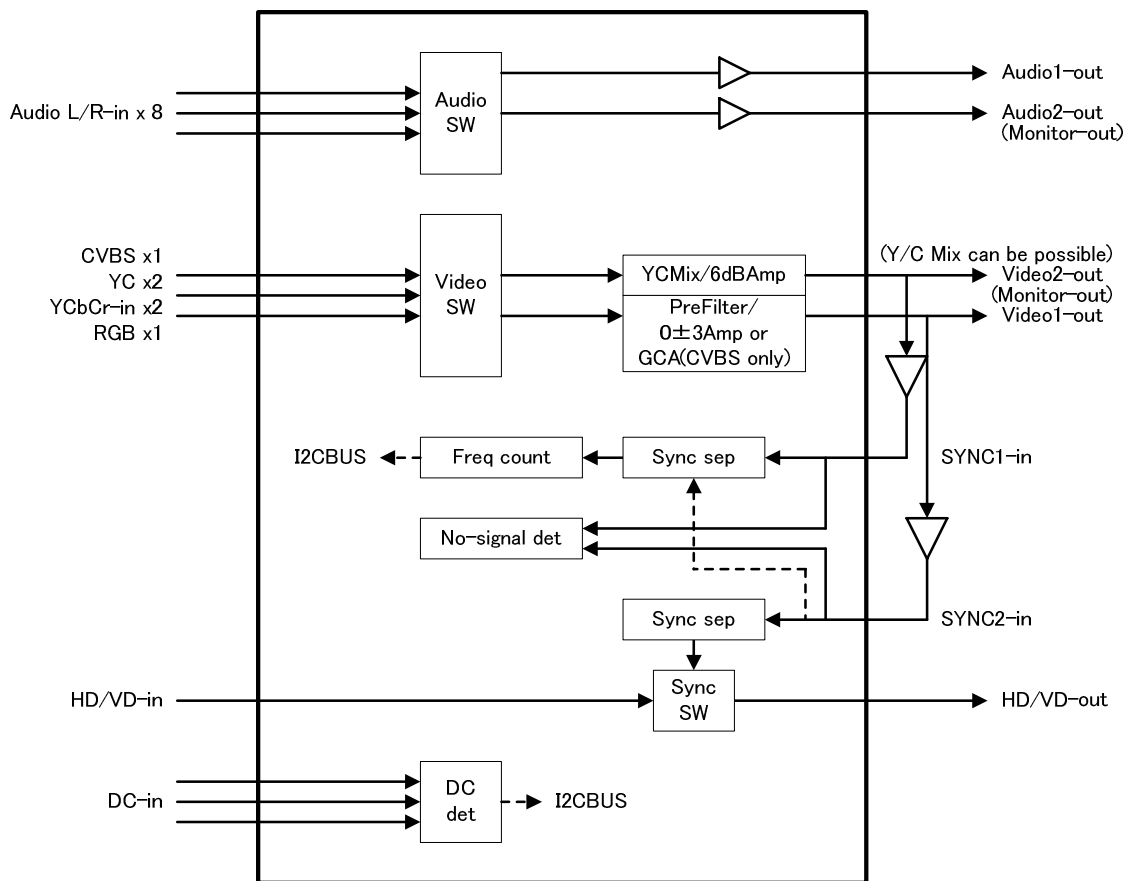 Audio L/R-in x 8
Audio
SW
Audio1-out
Audio2-out
(Monitor-out)
CVBS x1
YC x2
YCbCr-in x2
RGB x1
Video
SW
YCMix/6dBAmp
PreFilter/
0±3Amp or
GCA(CVBS only)
(Y/C Mix can be possible)
Video2-out
(Monitor-out)
Video1-out
I2CBUS
Freq count
Sync sep
SYNC1-in
No-signal det
Sync sep
SYNC2-in
HD/VD-in
Sync
SW
HD/VD-out
DC-in
DC
det
I2CBUS